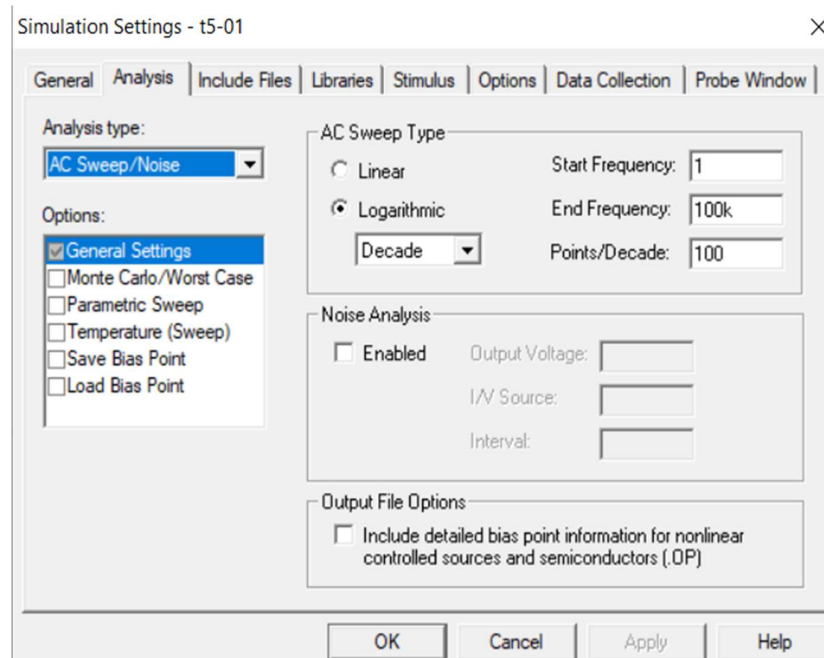 Simulation Settings - t5-01
General Analysis Include Files Libraries Stimulus Options Data Collection Probe Window
Analysis type:
AC Sweep/Noise
Options:
General Settings
Monte Carlo/Worst Case
Parametric Sweep
Temperature (Sweep)
Save Bias Point
Load Bias Point
AC Sweep Type
Linear
Logarithmic
Decade
Start Frequency: 1
End Frequency: 100k
Points/Decade: 100
Noise Analysis
Enabled
Output Voltage:
I/V Source:
Interval:
Output File Options
Include detailed bias point information for nonlinear
controlled sources and semiconductors (.OP)
OK Cancel Apply Help